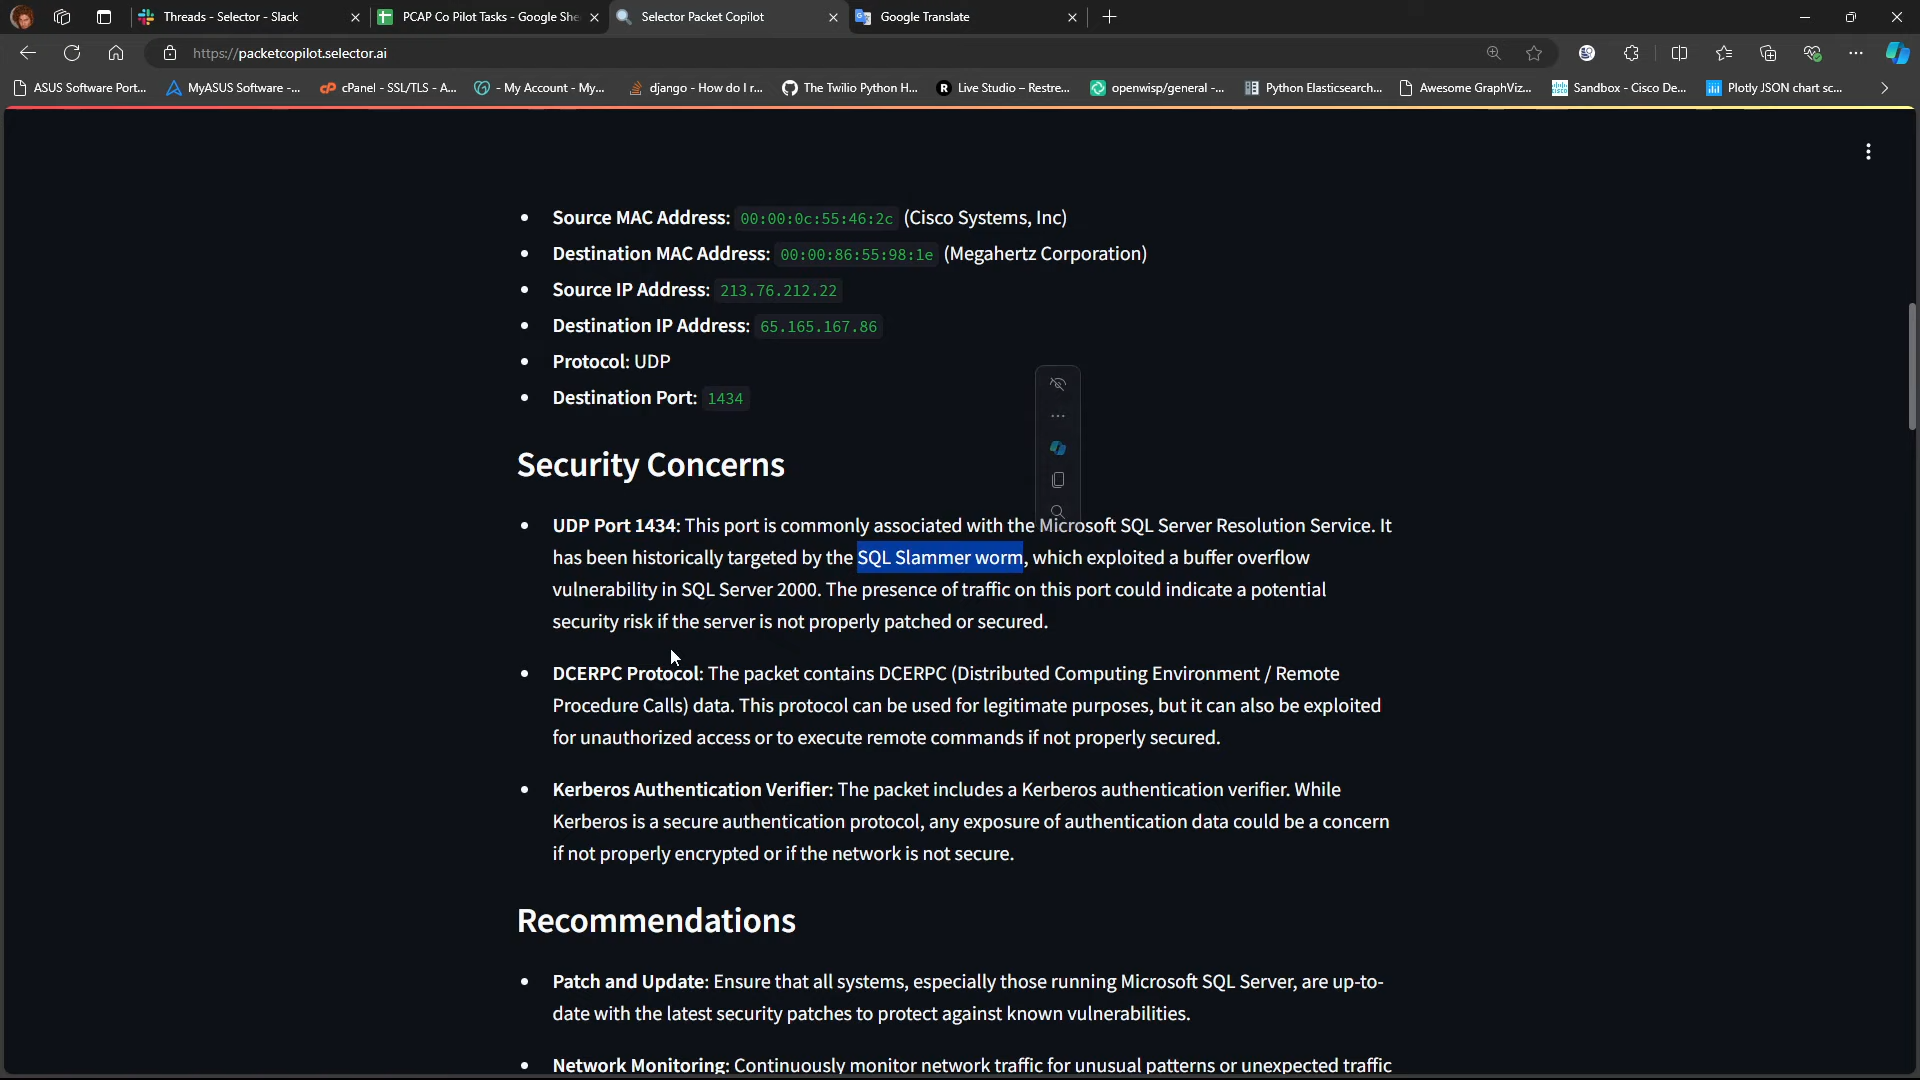 Threads - Selector - Slack
PCAP Co Pilot Tasks - Google She
Selector Packet Copilot
Google Translate
https://packetcopilot.selector.ai
ASUS Software Port...
MyASUS Software -...
cPanel - SSL/TLS - A...
- My Account - My...
django - How do I r...
The Twilio Python H...
Live Studio – Restre...
openwisp/general -...
Python Elasticsearch...
Awesome GraphViz...
Sandbox - Cisco De...
Plotly JSON chart sc...
• Source MAC Address: 00:00:0c:55:46:2c (Cisco Systems, Inc)
• Destination MAC Address: 00:00:86:55:98:1e (Megahertz Corporation)
• Source IP Address: 213.76.212.22
• Destination IP Address: 65.165.167.86
• Protocol: UDP
• Destination Port: 1434
Security Concerns
• UDP Port 1434: This port is commonly associated with the Microsoft SQL Server Resolution Service. It
has been historically targeted by the SQL Slammer worm, which exploited a buffer overflow
vulnerability in SQL Server 2000. The presence of traffic on this port could indicate a potential
security risk if the server is not properly patched or secured.
• DCERPC Protocol: The packet contains DCERPC (Distributed Computing Environment / Remote
Procedure Calls) data. This protocol can be used for legitimate purposes, but it can also be exploited
for unauthorized access or to execute remote commands if not properly secured.
• Kerberos Authentication Verifier: The packet includes a Kerberos authentication verifier. While
Kerberos is a secure authentication protocol, any exposure of authentication data could be a concern
if not properly encrypted or if the network is not secure.
Recommendations
• Patch and Update: Ensure that all systems, especially those running Microsoft SQL Server, are up-to-
date with the latest security patches to protect against known vulnerabilities.
• Network Monitoring: Continuously monitor network traffic for unusual patterns or unexpected traffic